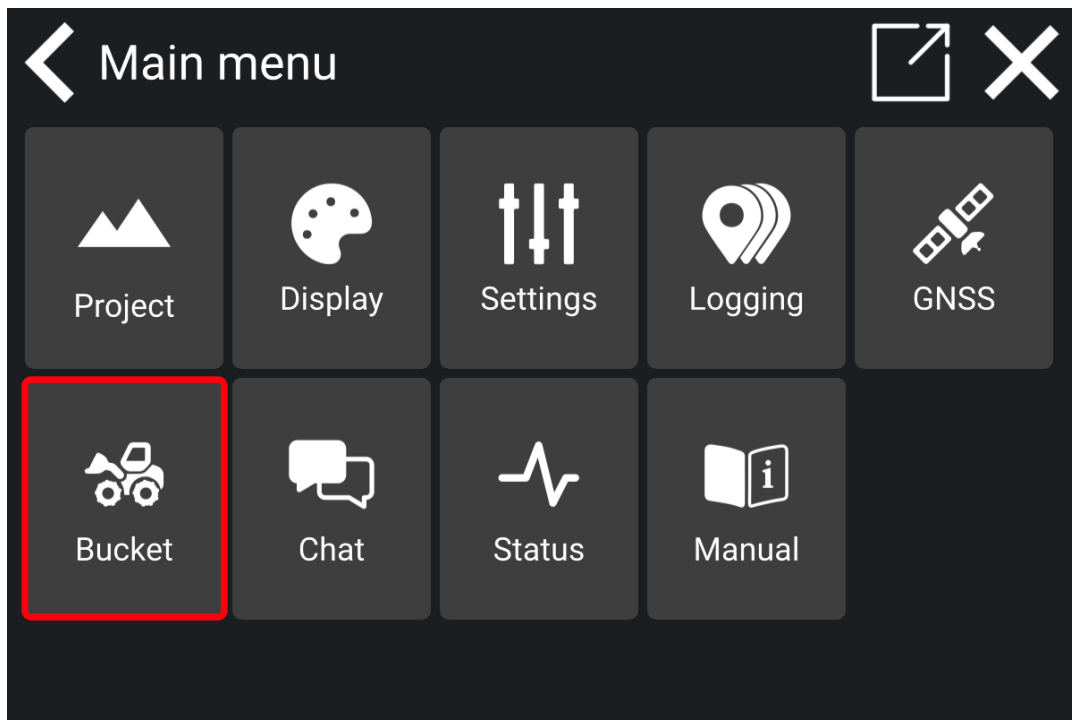 Main menu
Project
Display
Settings
Logging
GNSS
Bucket
Chat
Status
i
Manual